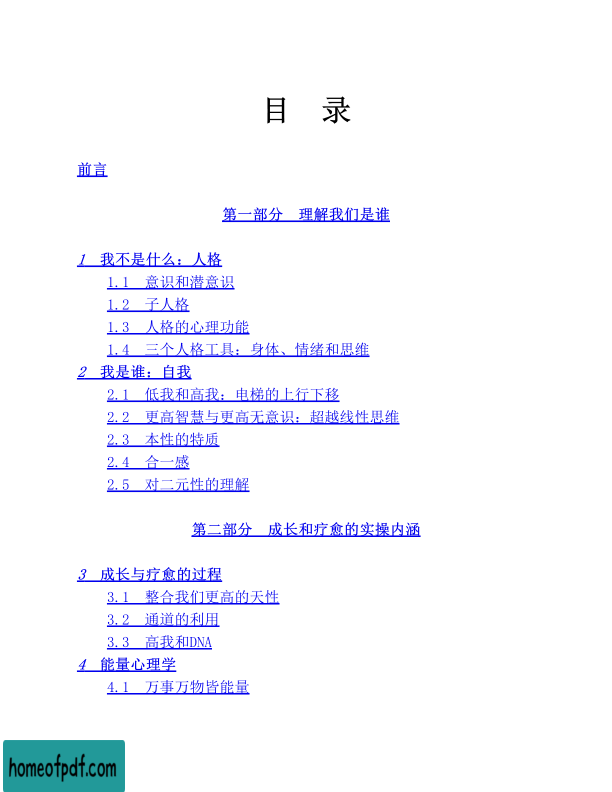 目 录
前言
第一部分 理解我们是谁
1 我不是什么：人格
1.1 意识和潜意识
1.2 子人格
1.3 人格的心理功能
1.4 三个人格工具：身体、情绪和思维
2 我是谁：自我
2.1 低我和高我：电梯的上行下移
2.2 更高智慧与更高无意识：超越线性思维
2.3 本性的特质
2.4 合一感
2.5 对二元性的理解
第二部分 成长和疗愈的实操内涵
3 成长与疗愈的过程
3.1 整合我们更高的天性
3.2 通道的利用
3.3 高我和DNA
4 能量心理学
4.1 万事万物皆能量
homeofpdf.com